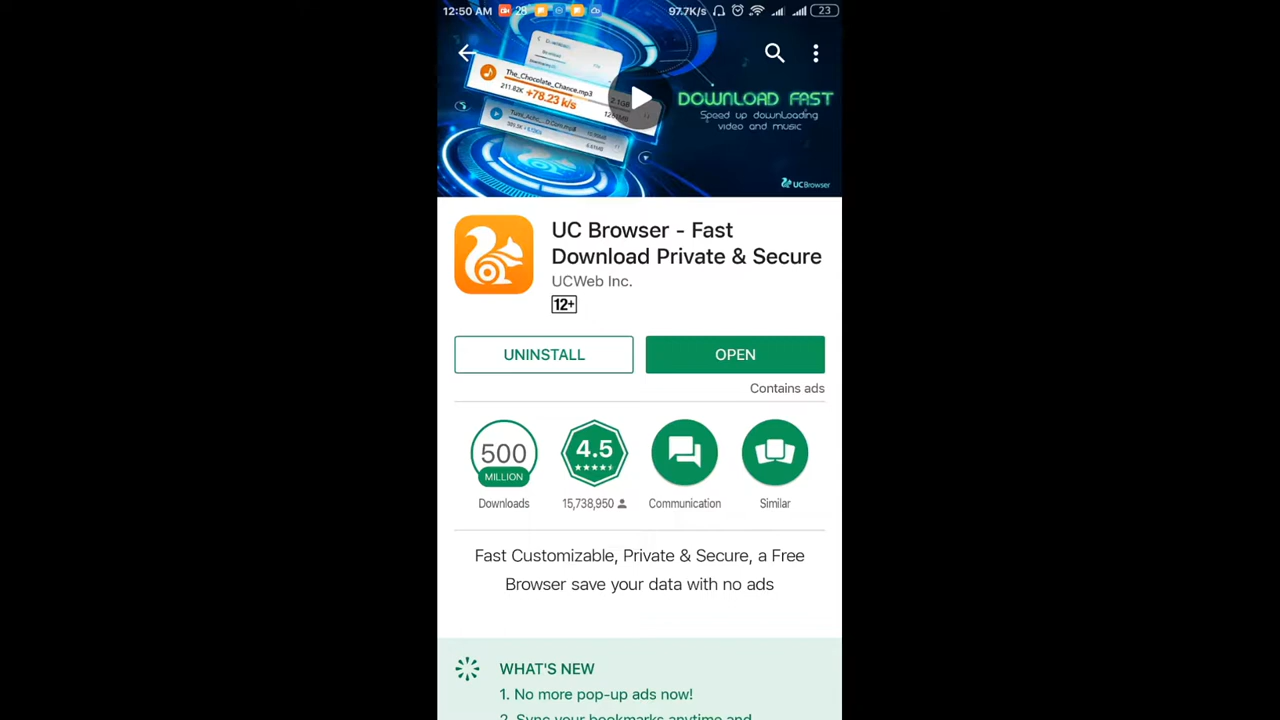 12:50 AM 28 97.7K/s 23
The_Chocolate_Chance.mp3
211.82K +78.23 k/s
DOWNLOAD FAST
Speed up downloading
video and music
UCBrowser
UC Browser - Fast
Download Private & Secure
UCWeb Inc.
12+
UNINSTALL
OPEN
Contains ads
500
MILLION
4.5
Downloads
15,738,950
Communication
Similar
Fast Customizable, Private & Secure, a Free
Browser save your data with no ads
WHAT'S NEW
1. No more pop-up ads now!
2. Sync your bookmarks anytime and